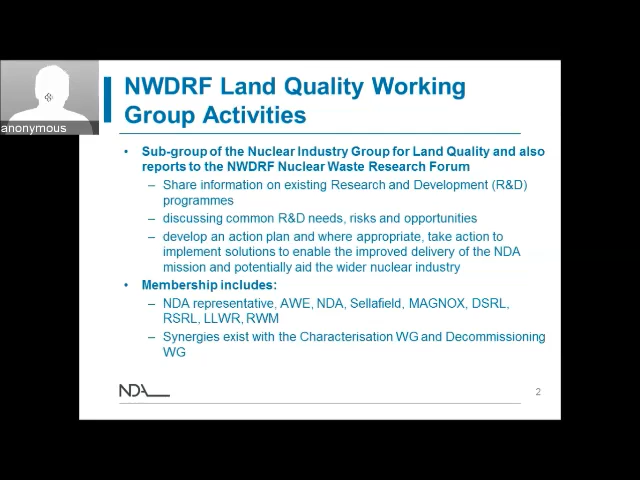 anonymous
NWDRF Land Quality Working
Group Activities
• Sub-group of the Nuclear Industry Group for Land Quality and also
reports to the NWDRF Nuclear Waste Research Forum
– Share information on existing Research and Development (R&D)
programmes
– discussing common R&D needs, risks and opportunities
– develop an action plan and where appropriate, take action to
implement solutions to enable the improved delivery of the NDA
mission and potentially aid the wider nuclear industry
• Membership includes:
– NDA representative, AWE, NDA, Sellafield, MAGNOX, DSRL,
RSRL, LLWR, RWM
– Synergies exist with the Characterisation WG and Decommissioning
WG
NDA
2